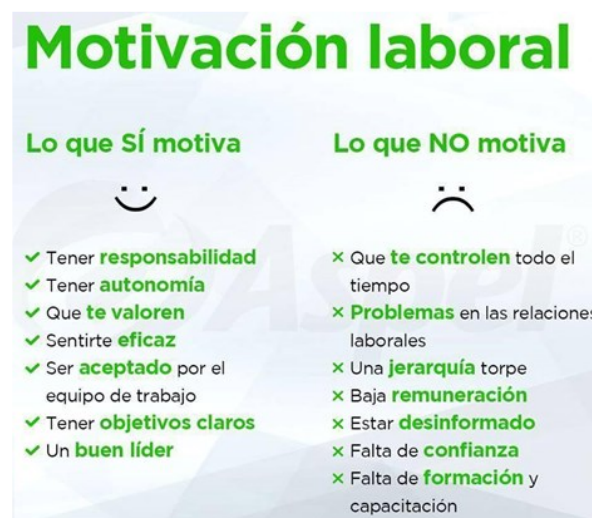 Motivación laboral
Lo que SÍ motiva
✓ Tener responsabilidad
✓ Tener autonomía
✓ Que te valoren
✓ Sentirte eficaz
✓ Ser aceptado por el
equipo de trabajo
✓ Tener objetivos claros
✓ Un buen líder
Lo que NO motiva
× Que te controlen todo el
tiempo
× Problemas en las relaciones
laborales
× Una jerarquía torpe
× Baja remuneración
× Estar desinformado
× Falta de confianza
× Falta de formación y
capacitación
Aspel®